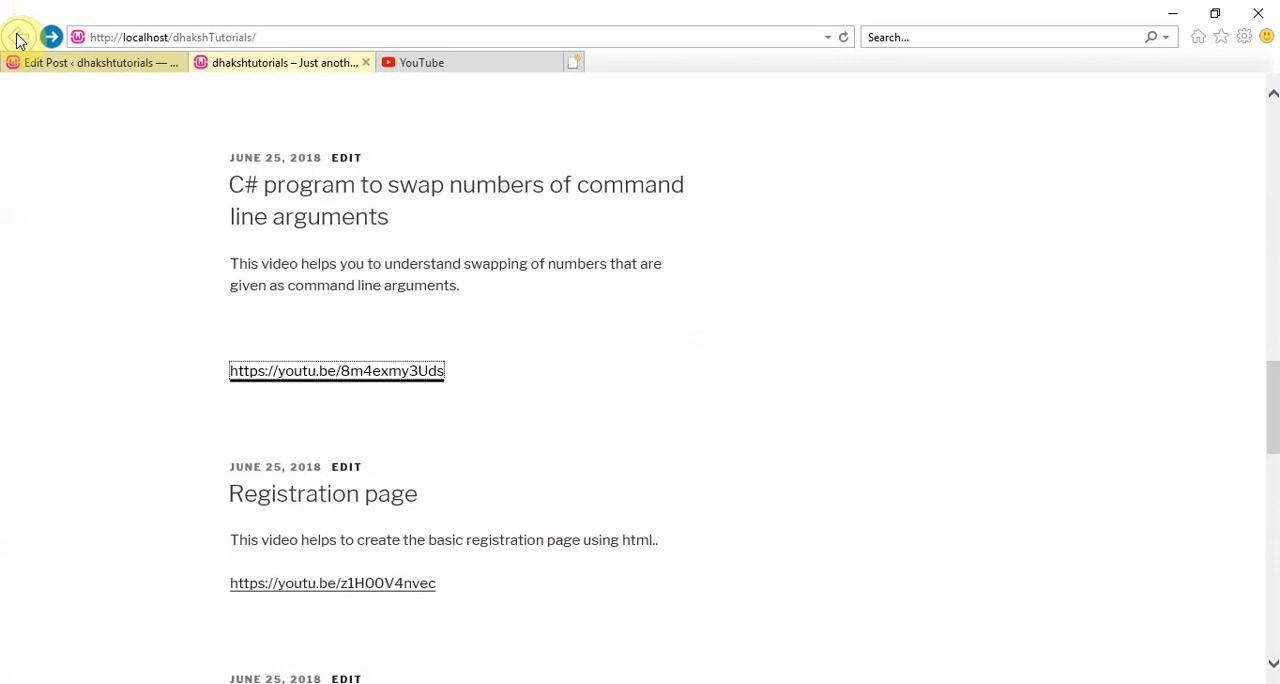 http://localhost/dhakshTutorials/
Search...
Edit Post ‹ dhakshtutorials — ...
dhakshtutorials – Just anoth...
YouTube
JUNE 25, 2018 EDIT
C# program to swap numbers of command
line arguments
This video helps you to understand swapping of numbers that are
given as command line arguments.
https://youtu.be/8m4exmy3Uds
JUNE 25, 2018 EDIT
Registration page
This video helps to create the basic registration page using html..
https://youtu.be/z1H00V4nvec
JUNE 25, 2018 EDIT